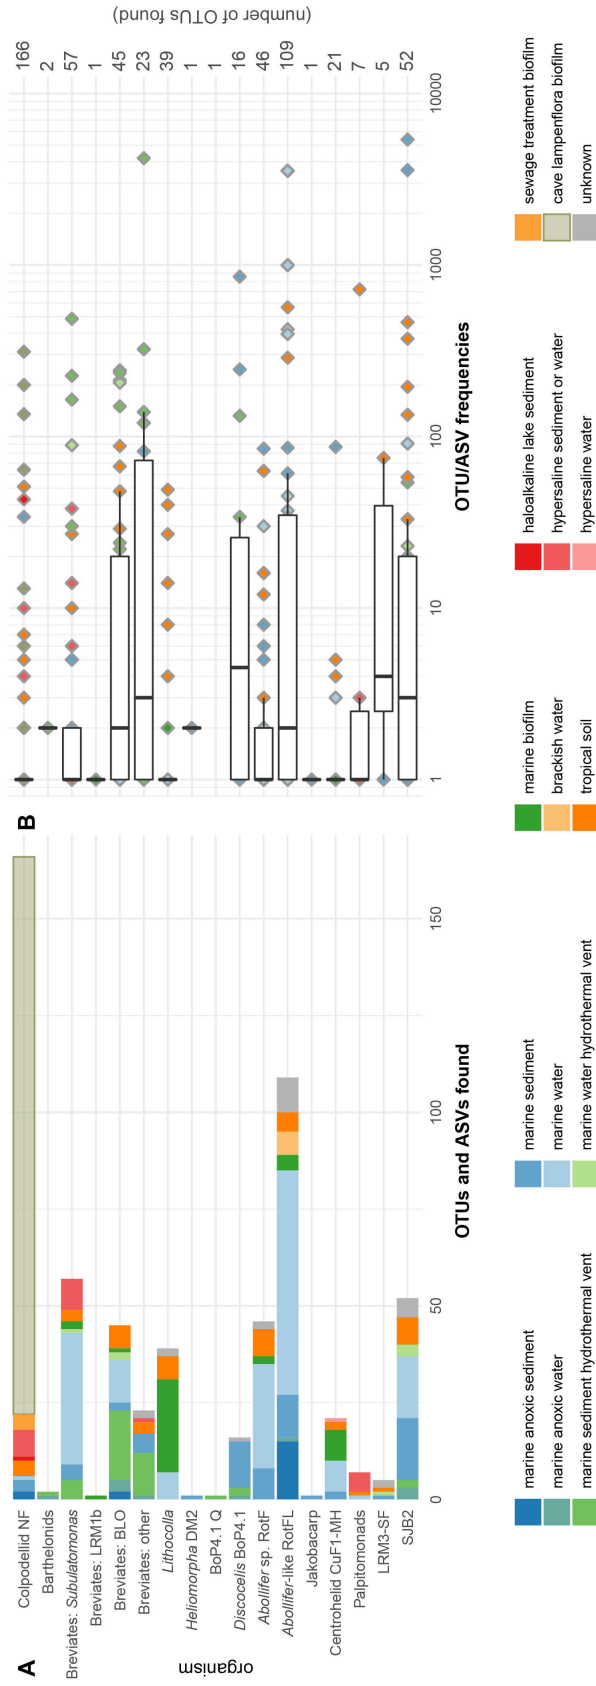 A
organism
Colpodellid NF
Barthelonids
Breviates: Subulatomonas
Breviates: LRM1b
Breviates: BLO
Breviates: other
Lithocolla
Heliomorpha DM2
BoP4.1 Q
Discocelis BoP4.1
Abollifer sp. RotF
Abollifer-like RotFL
Jakobacarp
Centrohelid CuF1-MH
Palpitomonads
LRM3-SF
SJB2
0 50 100 150
OTUs and ASVs found
B
166
2
57
1
45
23
39
1
1
16
46
109
1
21
7
5
52
(number of OTUs found)
1 10 100 1000 10000
OTU/ASV frequencies
marine anoxic sediment
marine anoxic water
marine sediment hydrothermal vent
marine sediment
marine water
marine water hydrothermal vent
marine biofilm
brackish water
tropical soil
haloalkaline lake sediment
hypersaline sediment or water
hypersaline water
sewage treatment biofilm
cave lampenflora biofilm
unknown